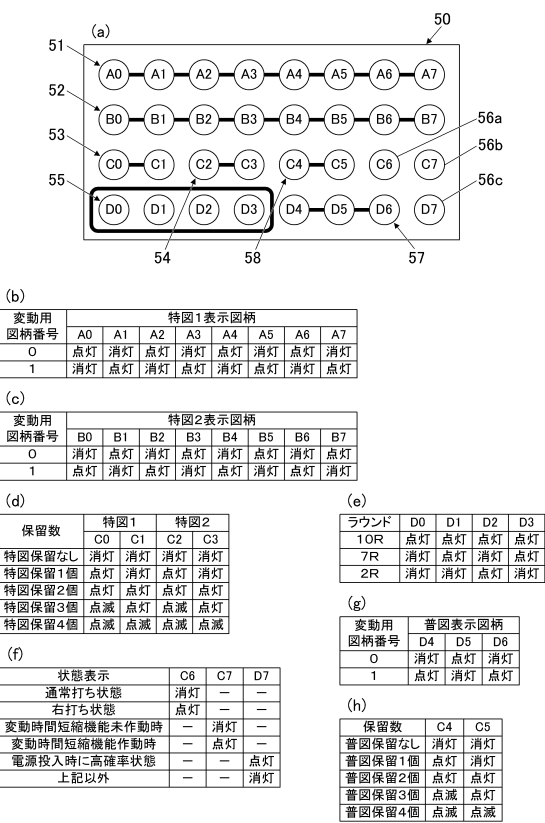 (a)
50
51
A0 A1 A2 A3 A4 A5 A6 A7
52
B0 B1 B2 B3 B4 B5 B6 B7
56a
53
C0 C1 C2 C3 C4 C5 C6 C7
56b
55
D0 D1 D2 D3 D4 D5 D6 D7
56c
54 58 57
(b)
変動用図柄番号 特図1表示図柄
A0 A1 A2 A3 A4 A5 A6 A7
0 点灯 消灯 点灯 消灯 点灯 消灯 点灯 消灯
1 消灯 点灯 消灯 点灯 消灯 点灯 消灯 点灯
(c)
変動用図柄番号 特図2表示図柄
B0 B1 B2 B3 B4 B5 B6 B7
0 消灯 点灯 消灯 点灯 消灯 点灯 消灯 点灯
1 点灯 消灯 点灯 消灯 点灯 消灯 点灯 消灯
(d)
保留数 特図1 特図2
C0 C1 C2 C3
特図保留なし 消灯 消灯 消灯 消灯
特図保留1個 点灯 消灯 点灯 消灯
特図保留2個 点灯 点灯 点灯 点灯
特図保留3個 点滅 点灯 点滅 点灯
特図保留4個 点滅 点滅 点滅 点滅
(e)
ラウンド D0 D1 D2 D3
10R 点灯 点灯 点灯 点灯
7R 消灯 点灯 消灯 点灯
2R 消灯 消灯 点灯 消灯
(f)
状態表示 C6 C7 D7
通常打ち状態 消灯 － －
右打ち状態 点灯 － －
変動時間短縮機能未作動時 － 消灯 －
変動時間短縮機能作動時 － 点灯 －
電源投入時に高確率状態 － － 点灯
上記以外 － － 消灯
(g)
変動用図柄番号 普図表示図柄
D4 D5 D6
0 消灯 点灯 消灯
1 点灯 消灯 点灯
(h)
保留数 C4 C5
普図保留なし 消灯 消灯
普図保留1個 点灯 消灯
普図保留2個 点灯 点灯
普図保留3個 点滅 点灯
普図保留4個 点滅 点滅